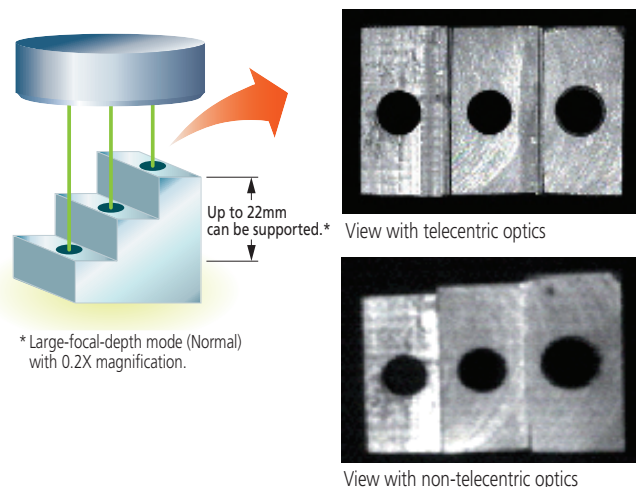 Up to 22mm
can be supported.*
* Large-focal-depth mode (Normal)
with 0.2X magnification.
View with telecentric optics
View with non-telecentric optics